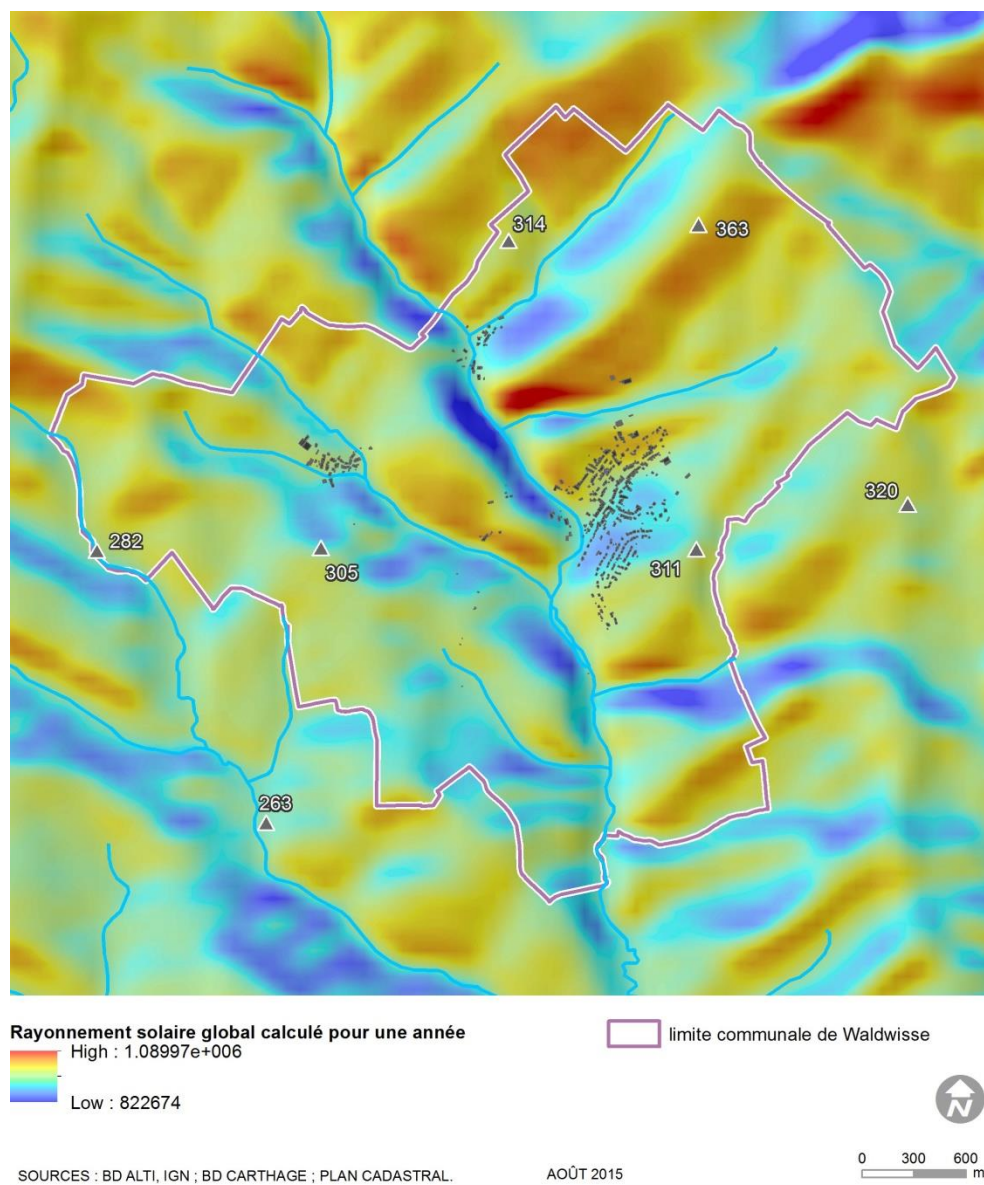 314
363
320
282
305
311
263
Rayonnement solaire global calculé pour une année
High : 1.08997e+006
Low : 822674
limite communale de Waldwisse
N
0 300 600
m
SOURCES : BD ALTI, IGN ; BD CARTHAGE ; PLAN CADASTRAL.
AOÛT 2015